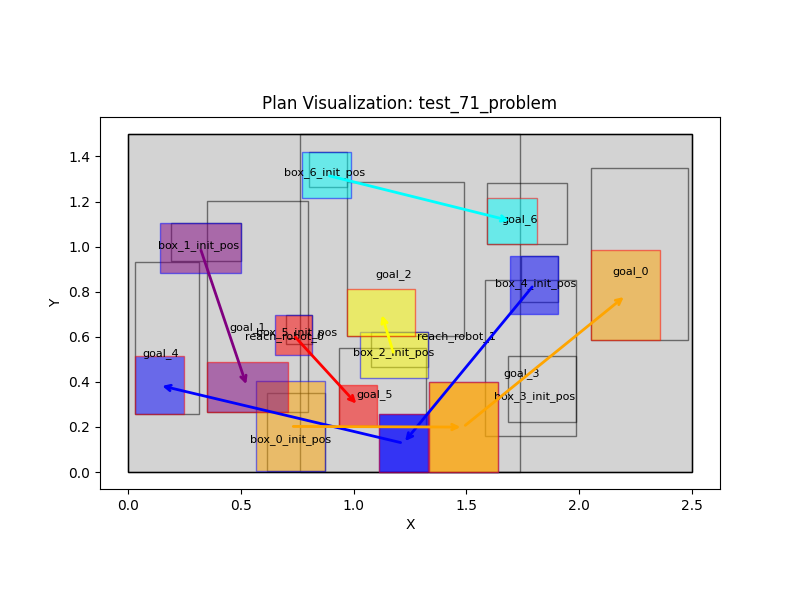 Plan Visualization: test_71_problem
1.4
1.2
1.0
0.8
0.6
0.4
0.2
0.0
Y
box_6_init_pos
goal_6
box_1_init_pos
goal_2
goal_0
box_4_init_pos
goal_1
box_5_init_pos
reach_robot_0
reach_robot_1
goal_4
box_2_init_pos
goal_3
goal_5
box_3_init_pos
box_0_init_pos
0.0
0.5
1.0
1.5
2.0
2.5
X